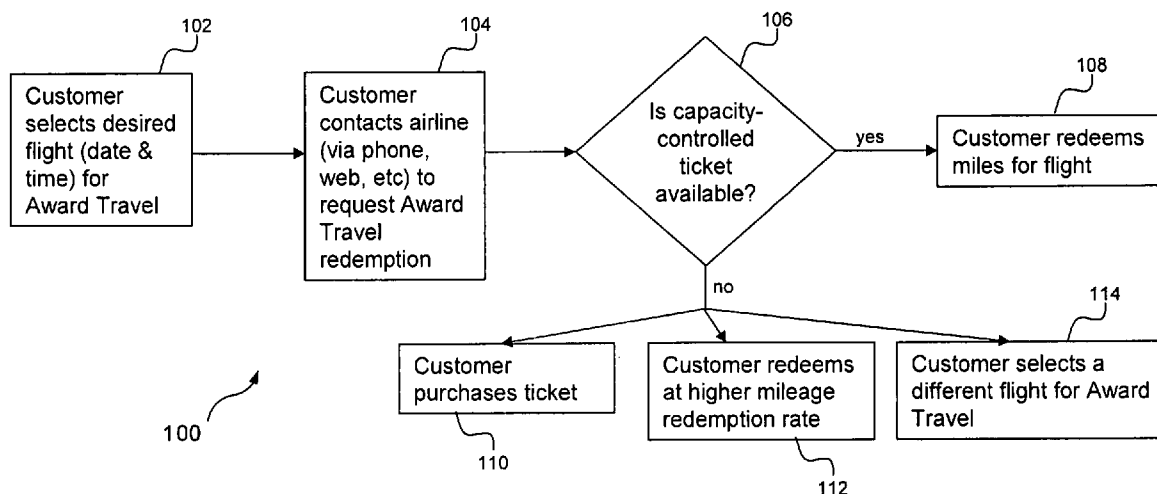 102
Customer
selects desired
flight (date &
time) for
Award Travel
104
Customer
contacts airline
(via phone,
web, etc) to
request Award
Travel
redemption
106
Is capacity-
controlled
ticket
available?
yes
108
Customer redeems
miles for flight
no
Customer
purchases ticket
110
Customer redeems
at higher mileage
redemption rate
112
114
Customer selects a
different flight for Award
Travel
100